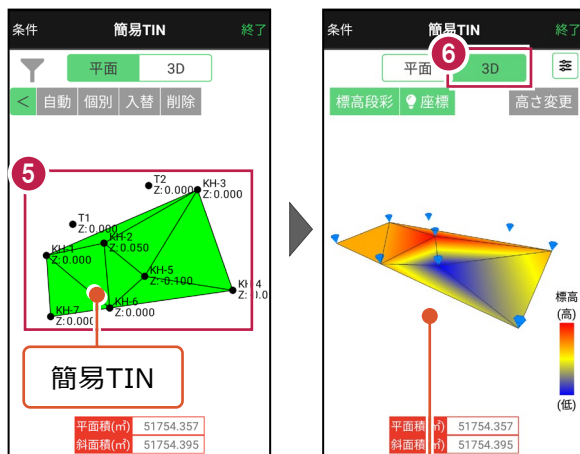 条件 簡易TIN 終了
平面 3D
< 自動 個別 入替 削除
5
T2
Z:0.000
KH-3
Z:0.000
T1
Z:0.000
KH-2
Z:0.050
KH-1
Z:0.000
KH-5
Z:-0.100
KH-4
KH-6
Z:0.000
KH-7
Z:0.000
簡易TIN
平面積(㎡) 51754.357
斜面積(㎡) 51754.395
条件 簡易TIN 終了
6
平面 3D
標高段彩 座標 高さ変更
標高
(高)
(低)
平面積(㎡) 51754.357
斜面積(㎡) 51754.395